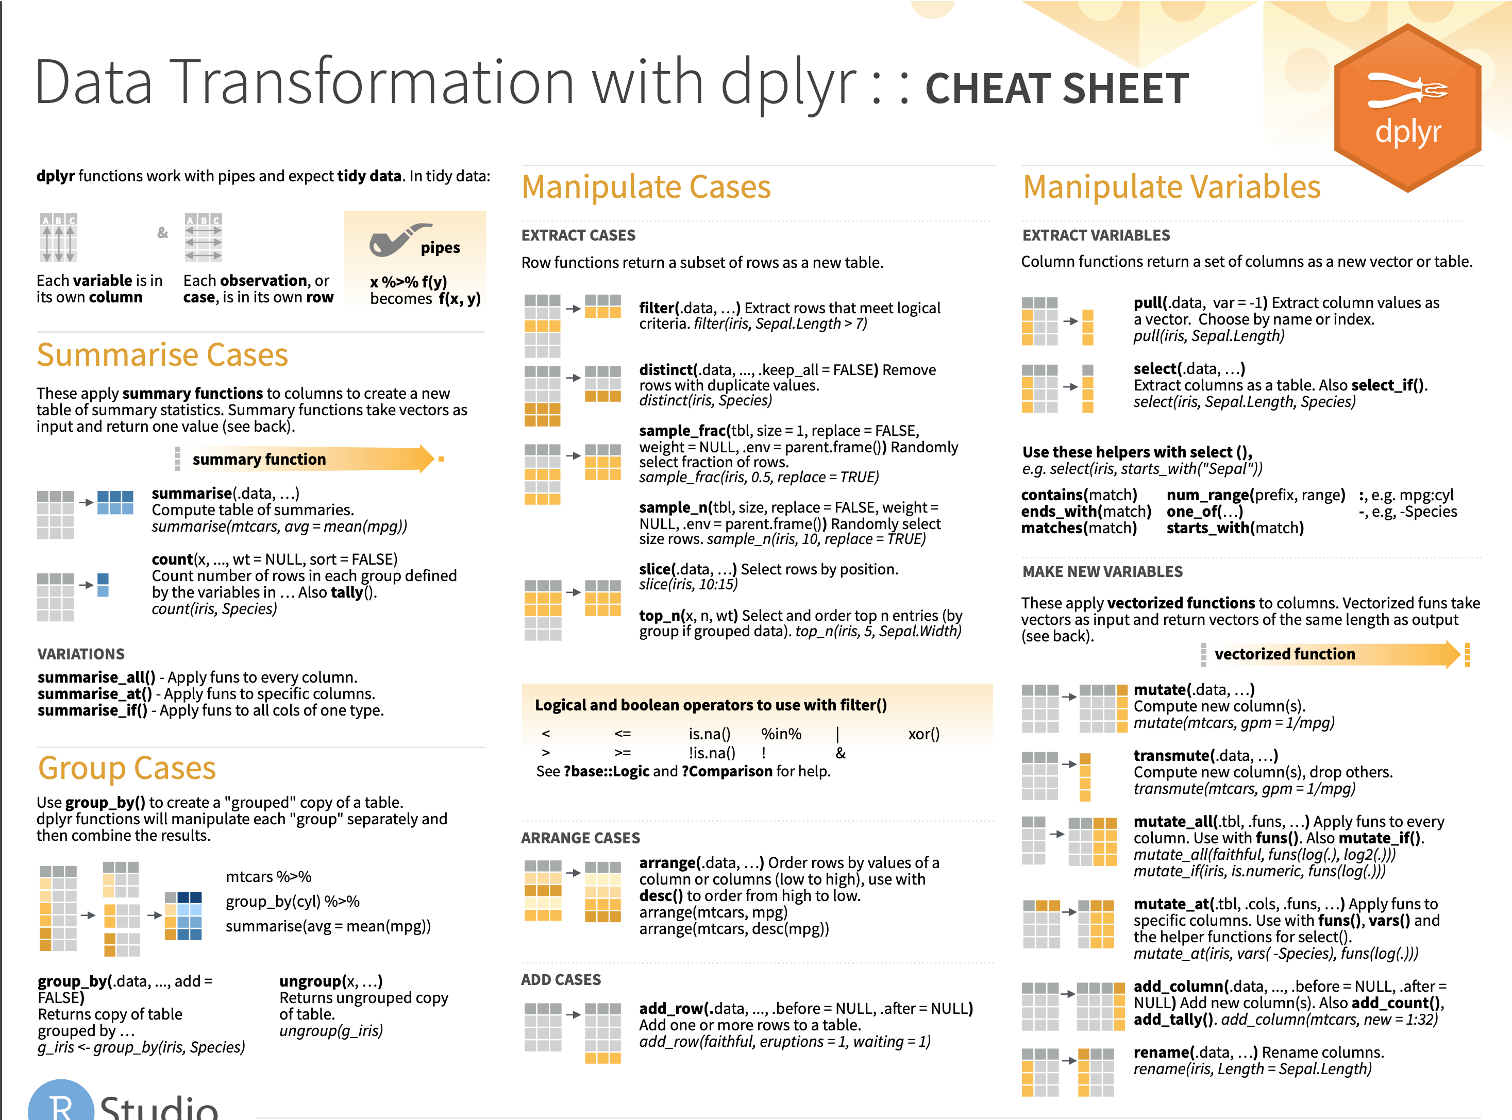 Data Transformation with dplyr : : CHEAT SHEET
dplyr
dplyr functions work with pipes and expect tidy data. In tidy data:
A B C
&
A B C
pipes
Each variable is in
its own column
Each observation, or
case, is in its own row
x %>% f(y)
becomes f(x, y)
Summarise Cases
These apply summary functions to columns to create a new
table of summary statistics. Summary functions take vectors as
input and return one value (see back).
summary function
summarise(.data, …)
Compute table of summaries.
summarise(mtcars, avg = mean(mpg))
count(x, ..., wt = NULL, sort = FALSE)
Count number of rows in each group defined
by the variables in … Also tally().
count(iris, Species)
VARIATIONS
summarise_all() - Apply funs to every column.
summarise_at() - Apply funs to specific columns.
summarise_if() - Apply funs to all cols of one type.
Group Cases
Use group_by() to create a "grouped" copy of a table.
dplyr functions will manipulate each "group" separately and
then combine the results.
mtcars %>%
group_by(cyl) %>%
summarise(avg = mean(mpg))
group_by(.data, ..., add =
FALSE)
Returns copy of table
grouped by …
g_iris <- group_by(iris, Species)
ungroup(x, …)
Returns ungrouped copy
of table.
ungroup(g_iris)
R Studio
Manipulate Cases
EXTRACT CASES
Row functions return a subset of rows as a new table.
filter(.data, …) Extract rows that meet logical
criteria. filter(iris, Sepal.Length > 7)
distinct(.data, ..., .keep_all = FALSE) Remove
rows with duplicate values.
distinct(iris, Species)
sample_frac(tbl, size = 1, replace = FALSE,
weight = NULL, .env = parent.frame()) Randomly
select fraction of rows.
sample_frac(iris, 0.5, replace = TRUE)
sample_n(tbl, size, replace = FALSE, weight =
NULL, .env = parent.frame()) Randomly select
size rows. sample_n(iris, 10, replace = TRUE)
slice(.data, …) Select rows by position.
slice(iris, 10:15)
top_n(x, n, wt) Select and order top n entries (by
group if grouped data). top_n(iris, 5, Sepal.Width)
Logical and boolean operators to use with filter()
< <= is.na() %in% | xor()
> >= !is.na() ! &
See ?base::Logic and ?Comparison for help.
ARRANGE CASES
arrange(.data, …) Order rows by values of a
column or columns (low to high), use with
desc() to order from high to low.
arrange(mtcars, mpg)
arrange(mtcars, desc(mpg))
ADD CASES
add_row(.data, ..., .before = NULL, .after = NULL)
Add one or more rows to a table.
add_row(faithful, eruptions = 1, waiting = 1)
Manipulate Variables
EXTRACT VARIABLES
Column functions return a set of columns as a new vector or table.
pull(.data, var = -1) Extract column values as
a vector. Choose by name or index.
pull(iris, Sepal.Length)
select(.data, …)
Extract columns as a table. Also select_if().
select(iris, Sepal.Length, Species)
Use these helpers with select (),
e.g. select(iris, starts_with("Sepal"))
contains(match) num_range(prefix, range) :, e.g. mpg:cyl
ends_with(match) one_of(…) -, e.g, -Species
matches(match) starts_with(match)
MAKE NEW VARIABLES
These apply vectorized functions to columns. Vectorized funs take
vectors as input and return vectors of the same length as output
(see back).
vectorized function
mutate(.data, …)
Compute new column(s).
mutate(mtcars, gpm = 1/mpg)
transmute(.data, …)
Compute new column(s), drop others.
transmute(mtcars, gpm = 1/mpg)
mutate_all(.tbl, .funs, …) Apply funs to every
column. Use with funs(). Also mutate_if().
mutate_all(faithful, funs(log(.), log2(.)))
mutate_if(iris, is.numeric, funs(log(.)))
mutate_at(.tbl, .cols, .funs, …) Apply funs to
specific columns. Use with funs(), vars() and
the helper functions for select().
mutate_at(iris, vars( -Species), funs(log(.)))
add_column(.data, ..., .before = NULL, .after =
NULL) Add new column(s). Also add_count(),
add_tally(). add_column(mtcars, new = 1:32)
rename(.data, …) Rename columns.
rename(iris, Length = Sepal.Length)